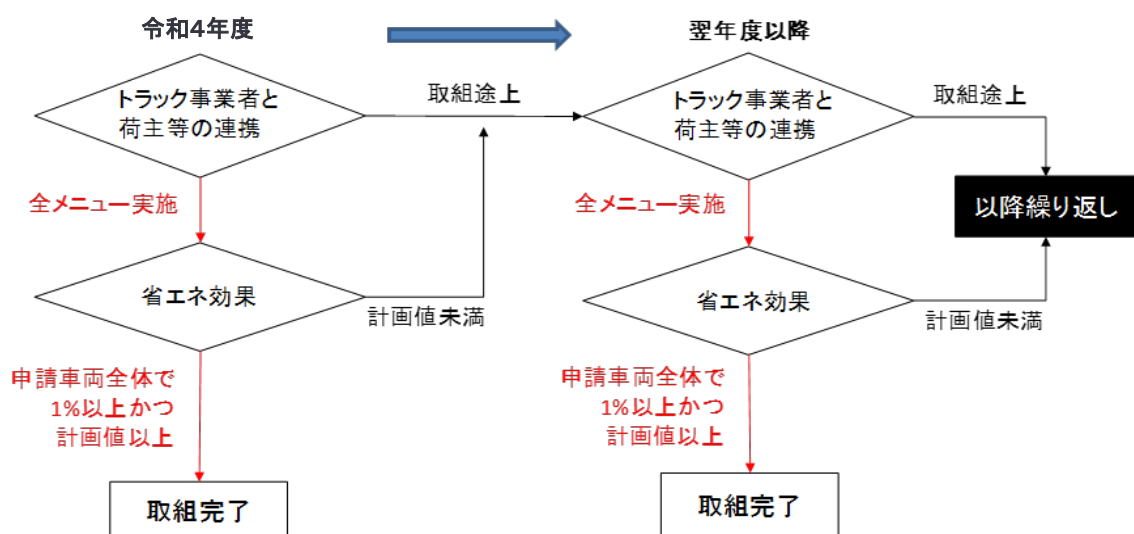 令和4年度
翌年度以降
トラック事業者と
荷主等の連携
取組途上
トラック事業者と
荷主等の連携
取組途上
全メニュー実施
全メニュー実施
以降繰り返し
省エネ効果
計画値未満
省エネ効果
計画値未満
申請車両全体で
1%以上かつ
計画値以上
申請車両全体で
1%以上かつ
計画値以上
取組完了
取組完了